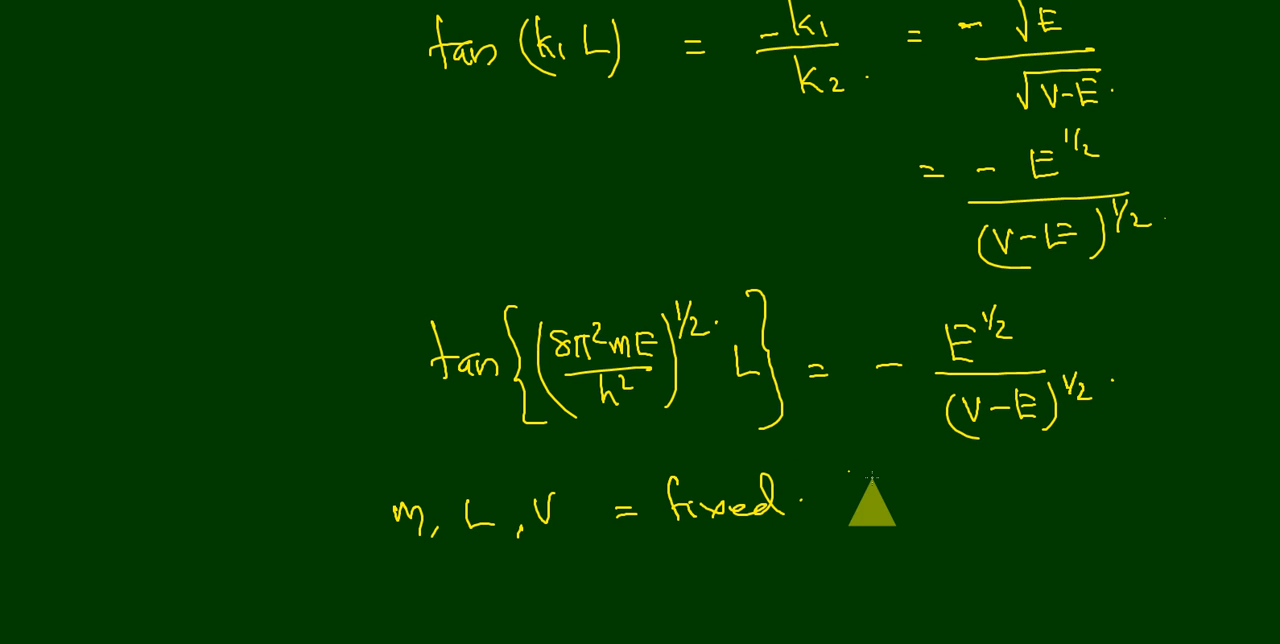 tan (k₁ L) = -k₁/k₂ . = - √E/√(V-E) .
= - E^1/2/(V-E)^1/2 .
tan{(8π²mE/h²)^1/2 . L} = - E^1/2/(V-E)^1/2 .
m, L, V = fixed .